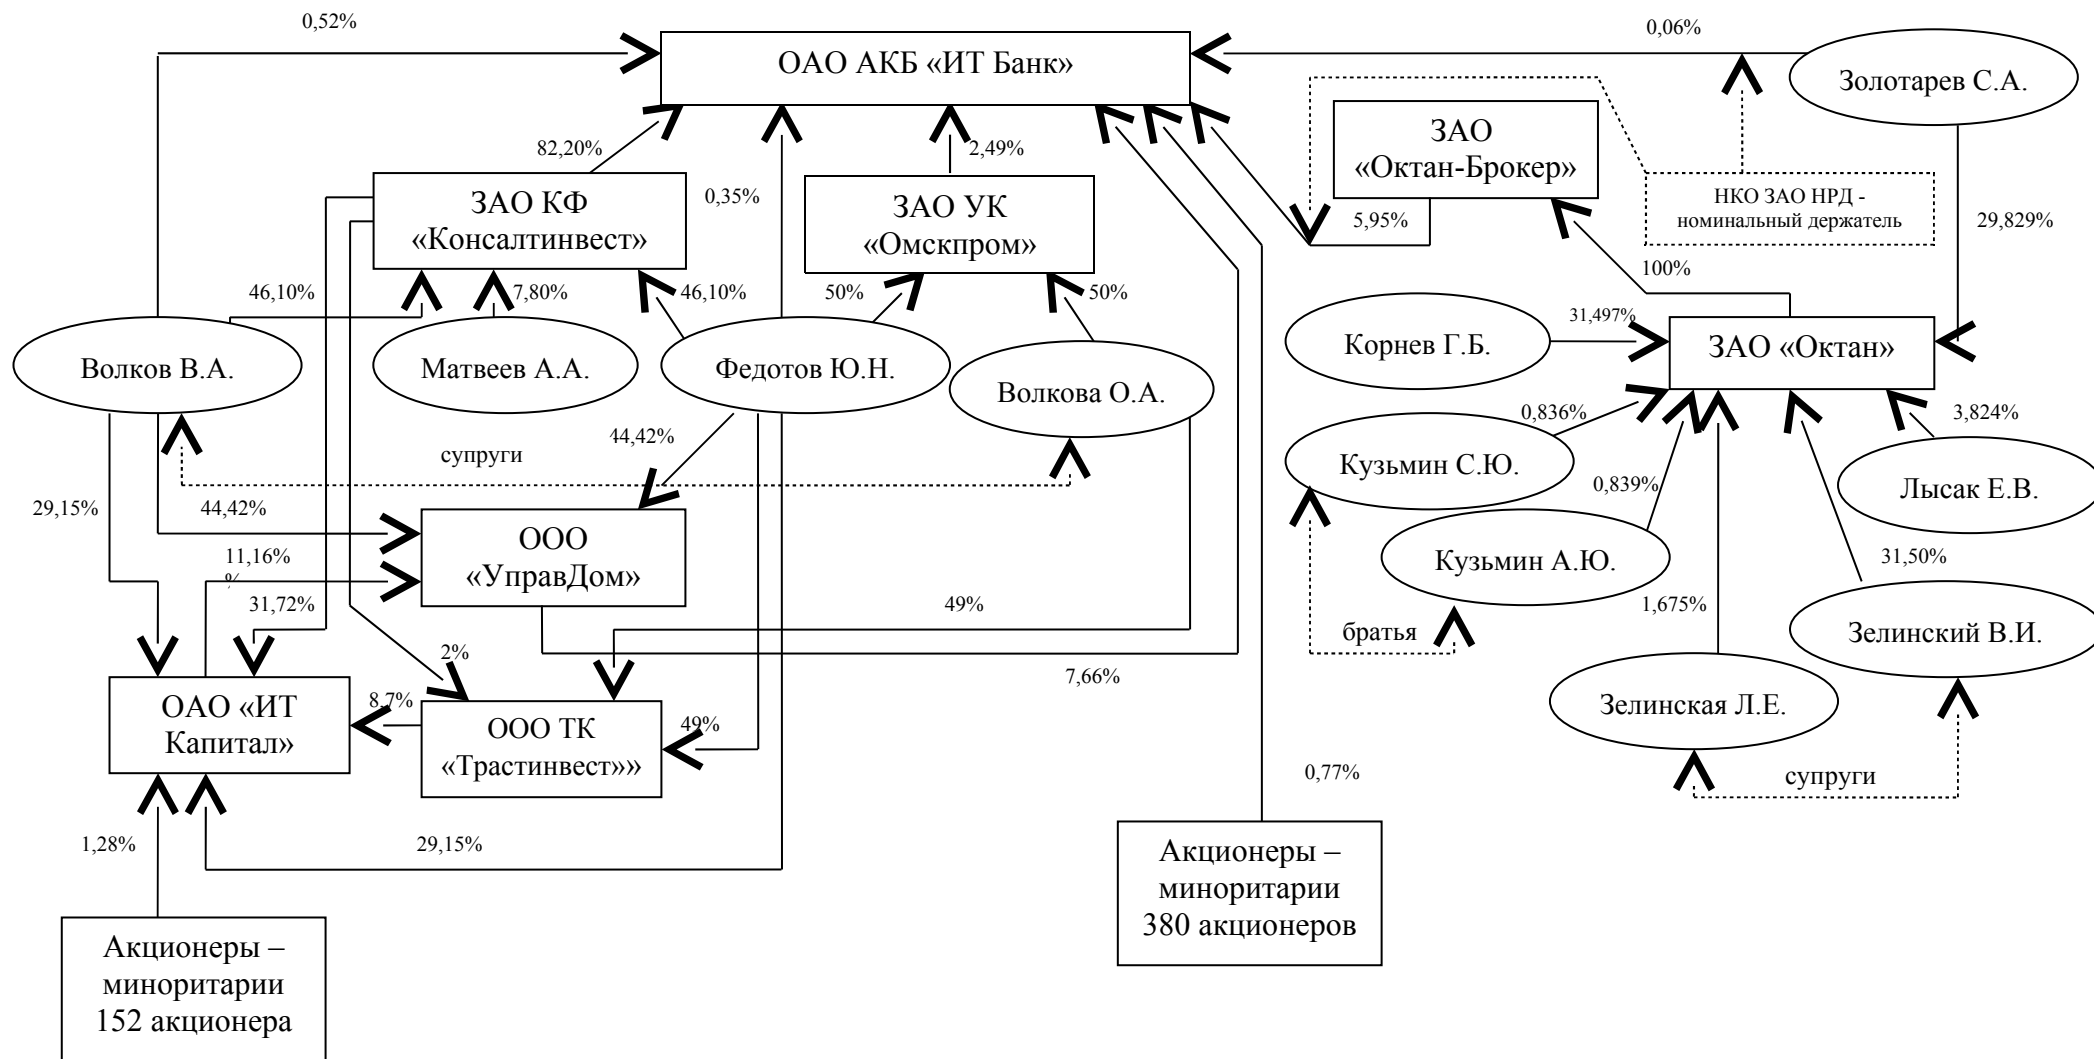 0,52%
0,06%
ОАО АКБ «ИТ Банк»
Золотарев С.А.
ЗАО
«Октан-Брокер»
82,20%
2,49%
0,35%
ЗАО КФ
«Консалтинвест»
ЗАО УК
«Омскпром»
НКО ЗАО НРД -
номинальный держатель
5,95%
29,829%
100%
46,10%
7,80%
46,10%
50%
50%
31,497%
Волков В.А.
Матвеев А.А.
Федотов Ю.Н.
Волкова О.А.
Корнев Г.Б.
ЗАО «Октан»
0,836%
3,824%
44,42%
супруги
Кузьмин С.Ю.
0,839%
Лысак Е.В.
29,15%
44,42%
ООО
«УправДом»
11,16%
%
Кузьмин А.Ю.
31,50%
31,72%
49%
1,675%
братья
Зелинский В.И.
2%
7,66%
ОАО «ИТ
Капитал»
8,7%
ООО ТК
«Трастинвест»»
49%
Зелинская Л.Е.
0,77%
супруги
1,28%
29,15%
Акционеры –
миноритарии
380 акционеров
Акционеры –
миноритарии
152 акционера